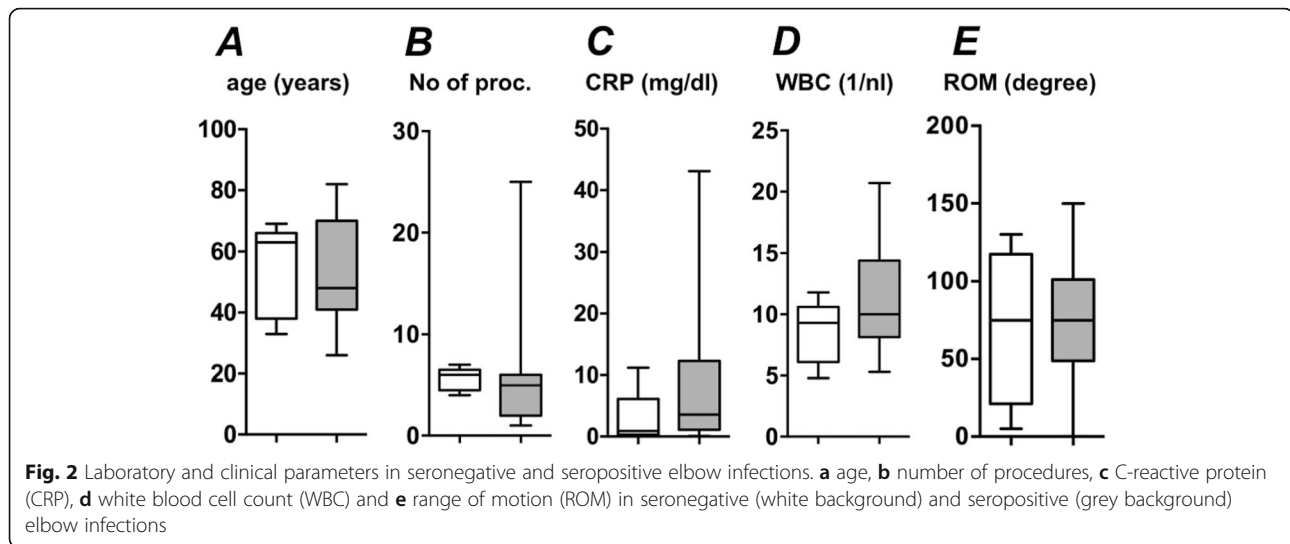 A B C D E
age (years) No of proc. CRP (mg/dl) WBC (1/nl) ROM (degree)
100 80 60 40 20 0
30 20 10 0
50 40 30 20 10 0
25 20 15 10 5 0
200 150 100 50 0
Fig. 2 Laboratory and clinical parameters in seronegative and seropositive elbow infections. a age, b number of procedures, c C-reactive protein
(CRP), d white blood cell count (WBC) and e range of motion (ROM) in seronegative (white background) and seropositive (grey background)
elbow infections